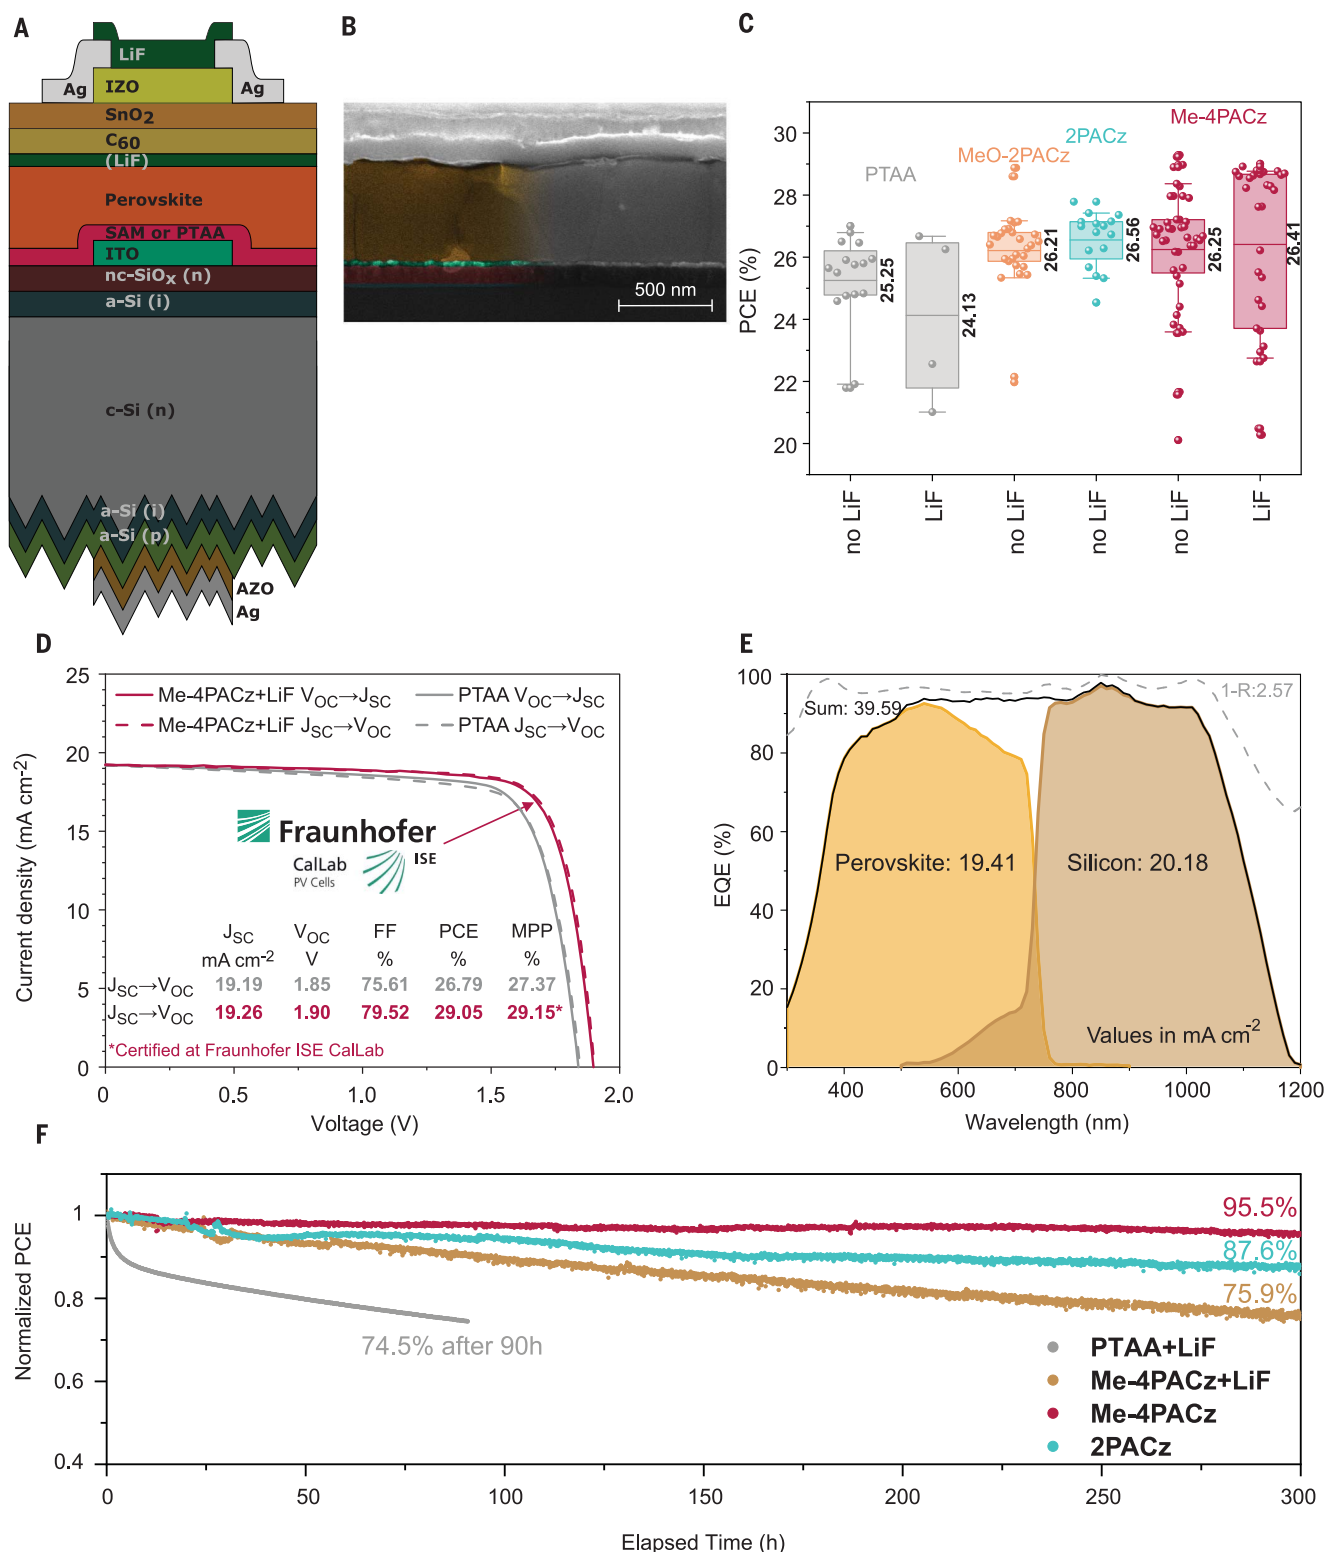 A
LiF
Ag
IZO
Ag
SnO2
C60
(LiF)
Perovskite
SAM or PTAA
ITO
nc-SiOx (n)
a-Si (i)
c-Si (n)
a-Si (i)
a-Si (p)
AZO
Ag
B
500 nm
C
PCE (%)
30
28
26
24
22
20
PTAA
MeO-2PACz
2PACz
Me-4PACz
25.25
24.13
26.21
26.56
26.25
26.41
no LiF
LiF
no LiF
no LiF
no LiF
LiF
D
Current density (mA cm-2)
25
20
15
10
5
0
Me-4PACz+LiF VOC→JSC
PTAA VOC→JSC
Me-4PACz+LiF JSC→VOC
PTAA JSC→VOC
Fraunhofer
ISE
CalLab
PV Cells
JSC VOC FF PCE MPP
mA cm-2 V % % %
JSC→VOC 19.19 1.85 75.61 26.79 27.37
JSC→VOC 19.26 1.90 79.52 29.05 29.15*
*Certified at Fraunhofer ISE CalLab
0 0.5 1.0 1.5 2.0
Voltage (V)
E
EQE (%)
100
80
60
40
20
0
Sum: 39.59
1-R:2.57
Perovskite: 19.41
Silicon: 20.18
Values in mA cm-2
400 600 800 1000 1200
Wavelength (nm)
F
Normalized PCE
1
0.8
0.6
0.4
95.5%
87.6%
75.9%
74.5% after 90h
PTAA+LiF
Me-4PACz+LiF
Me-4PACz
2PACz
0 50 100 150 200 250 300
Elapsed Time (h)